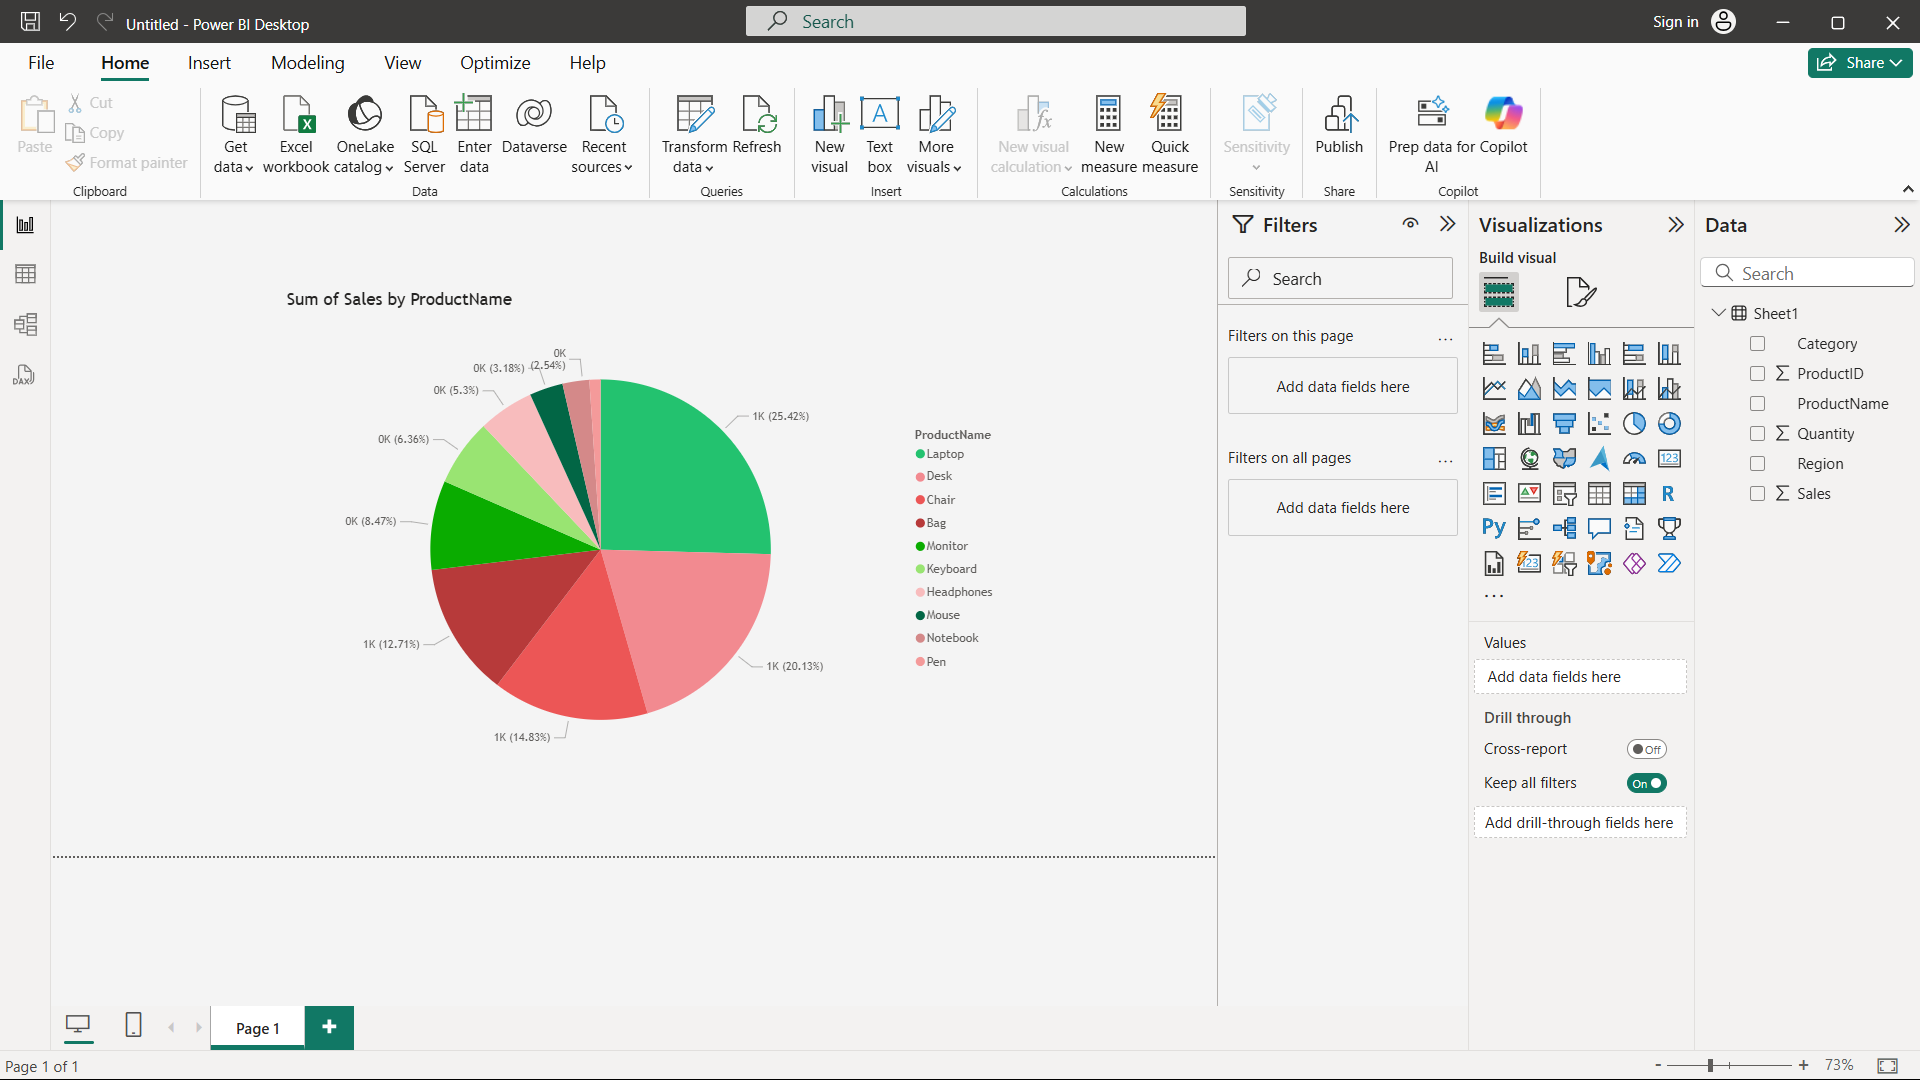 Untitled - Power BI Desktop
Search
Sign in
File
Home
Insert
Modeling
View
Optimize
Help
Share
Paste
Cut
Copy
Format painter
Clipboard
Get data
Excel workbook
OneLake catalog
SQL Server
Enter data
Dataverse
Recent sources
Data
Transform data
Refresh
Queries
New visual
Text box
More visuals
Insert
New visual calculation
New measure
Quick measure
Calculations
Sensitivity
Sensitivity
Publish
Share
Prep data for AI
Copilot
Copilot
DAX
Sum of Sales by ProductName
0K
(2.54%)
0K (3.18%)
0K (5.3%)
0K (6.36%)
0K (8.47%)
1K (12.71%)
1K (14.83%)
1K (20.13%)
1K (25.42%)
ProductName
Laptop
Desk
Chair
Bag
Monitor
Keyboard
Headphones
Mouse
Notebook
Pen
Filters
Search
Filters on this page
...
Add data fields here
Filters on all pages
...
Add data fields here
Visualizations
Build visual
123
R
Py
123
...
Values
Add data fields here
Drill through
Cross-report
Off
Keep all filters
On
Add drill-through fields here
Data
Search
Sheet1
Category
∑ ProductID
ProductName
∑ Quantity
Region
∑ Sales
Page 1
+
Page 1 of 1
- + 73%